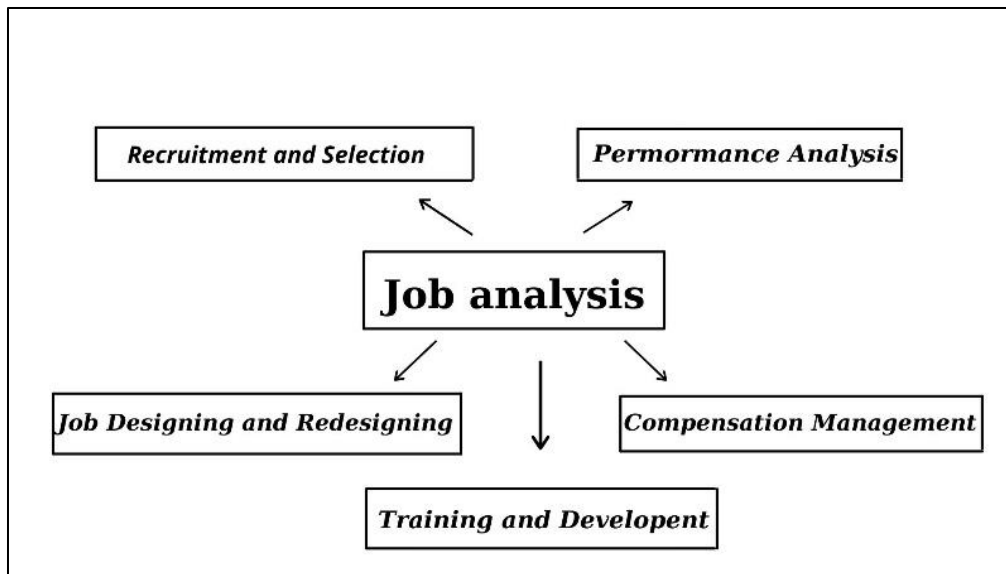 Recruitment and Selection
Permormance Analysis
Job analysis
Job Designing and Redesigning
Compensation Management
Training and Developent